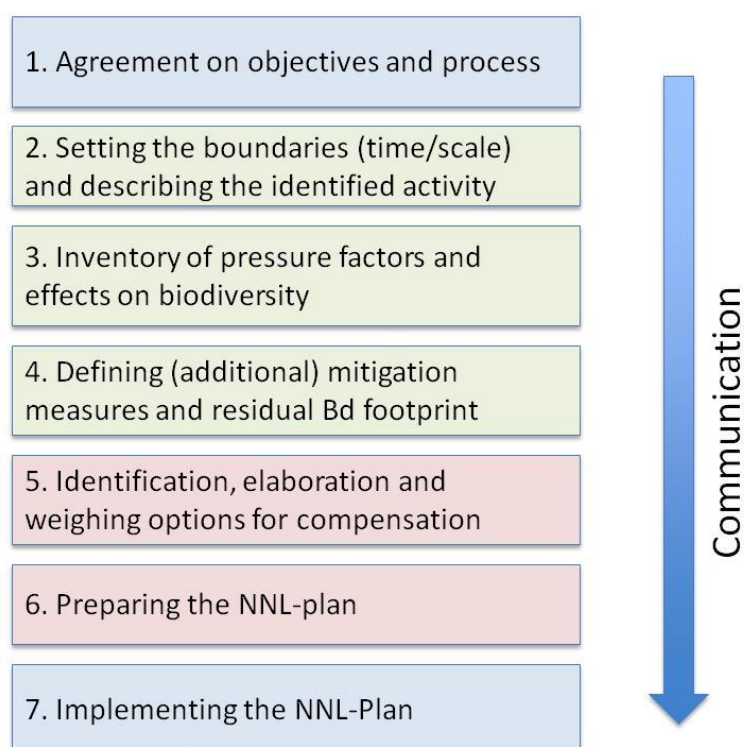 1. Agreement on objectives and process
2. Setting the boundaries (time/scale)
and describing the identified activity
3. Inventory of pressure factors and
effects on biodiversity
4. Defining (additional) mitigation
measures and residual Bd footprint
5. Identification, elaboration and
weighing options for compensation
6. Preparing the NNL-plan
7. Implementing the NNL-Plan
Communication